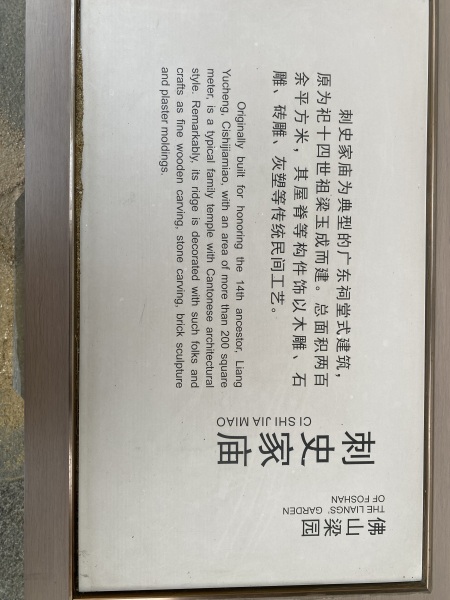 佛山梁园
THE LIANGS' GARDEN
OF FOSHAN
刺史家庙
CI SHI JIA MIAO
刺史家庙为典型的广东祠堂式建筑，
原为祀十四世祖梁玉成而建。总面积两百
余平方米，其屋脊等构件饰以木雕、石
雕、砖雕、灰塑等传统民间工艺。
Originally built for honoring the 14th ancestor, Liang
Yucheng, Cishijiamiao, with an area of more than 200 square
meter, is a typical family temple with Cantonese architectural
style. Remarkably, its ridge is decorated with such folks and
crafts as fine wooden carving, stone carving, brick sculpture
and plaster moldings.